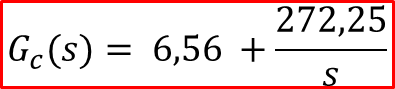 G_c(s) = 6,56 + 272,25/s